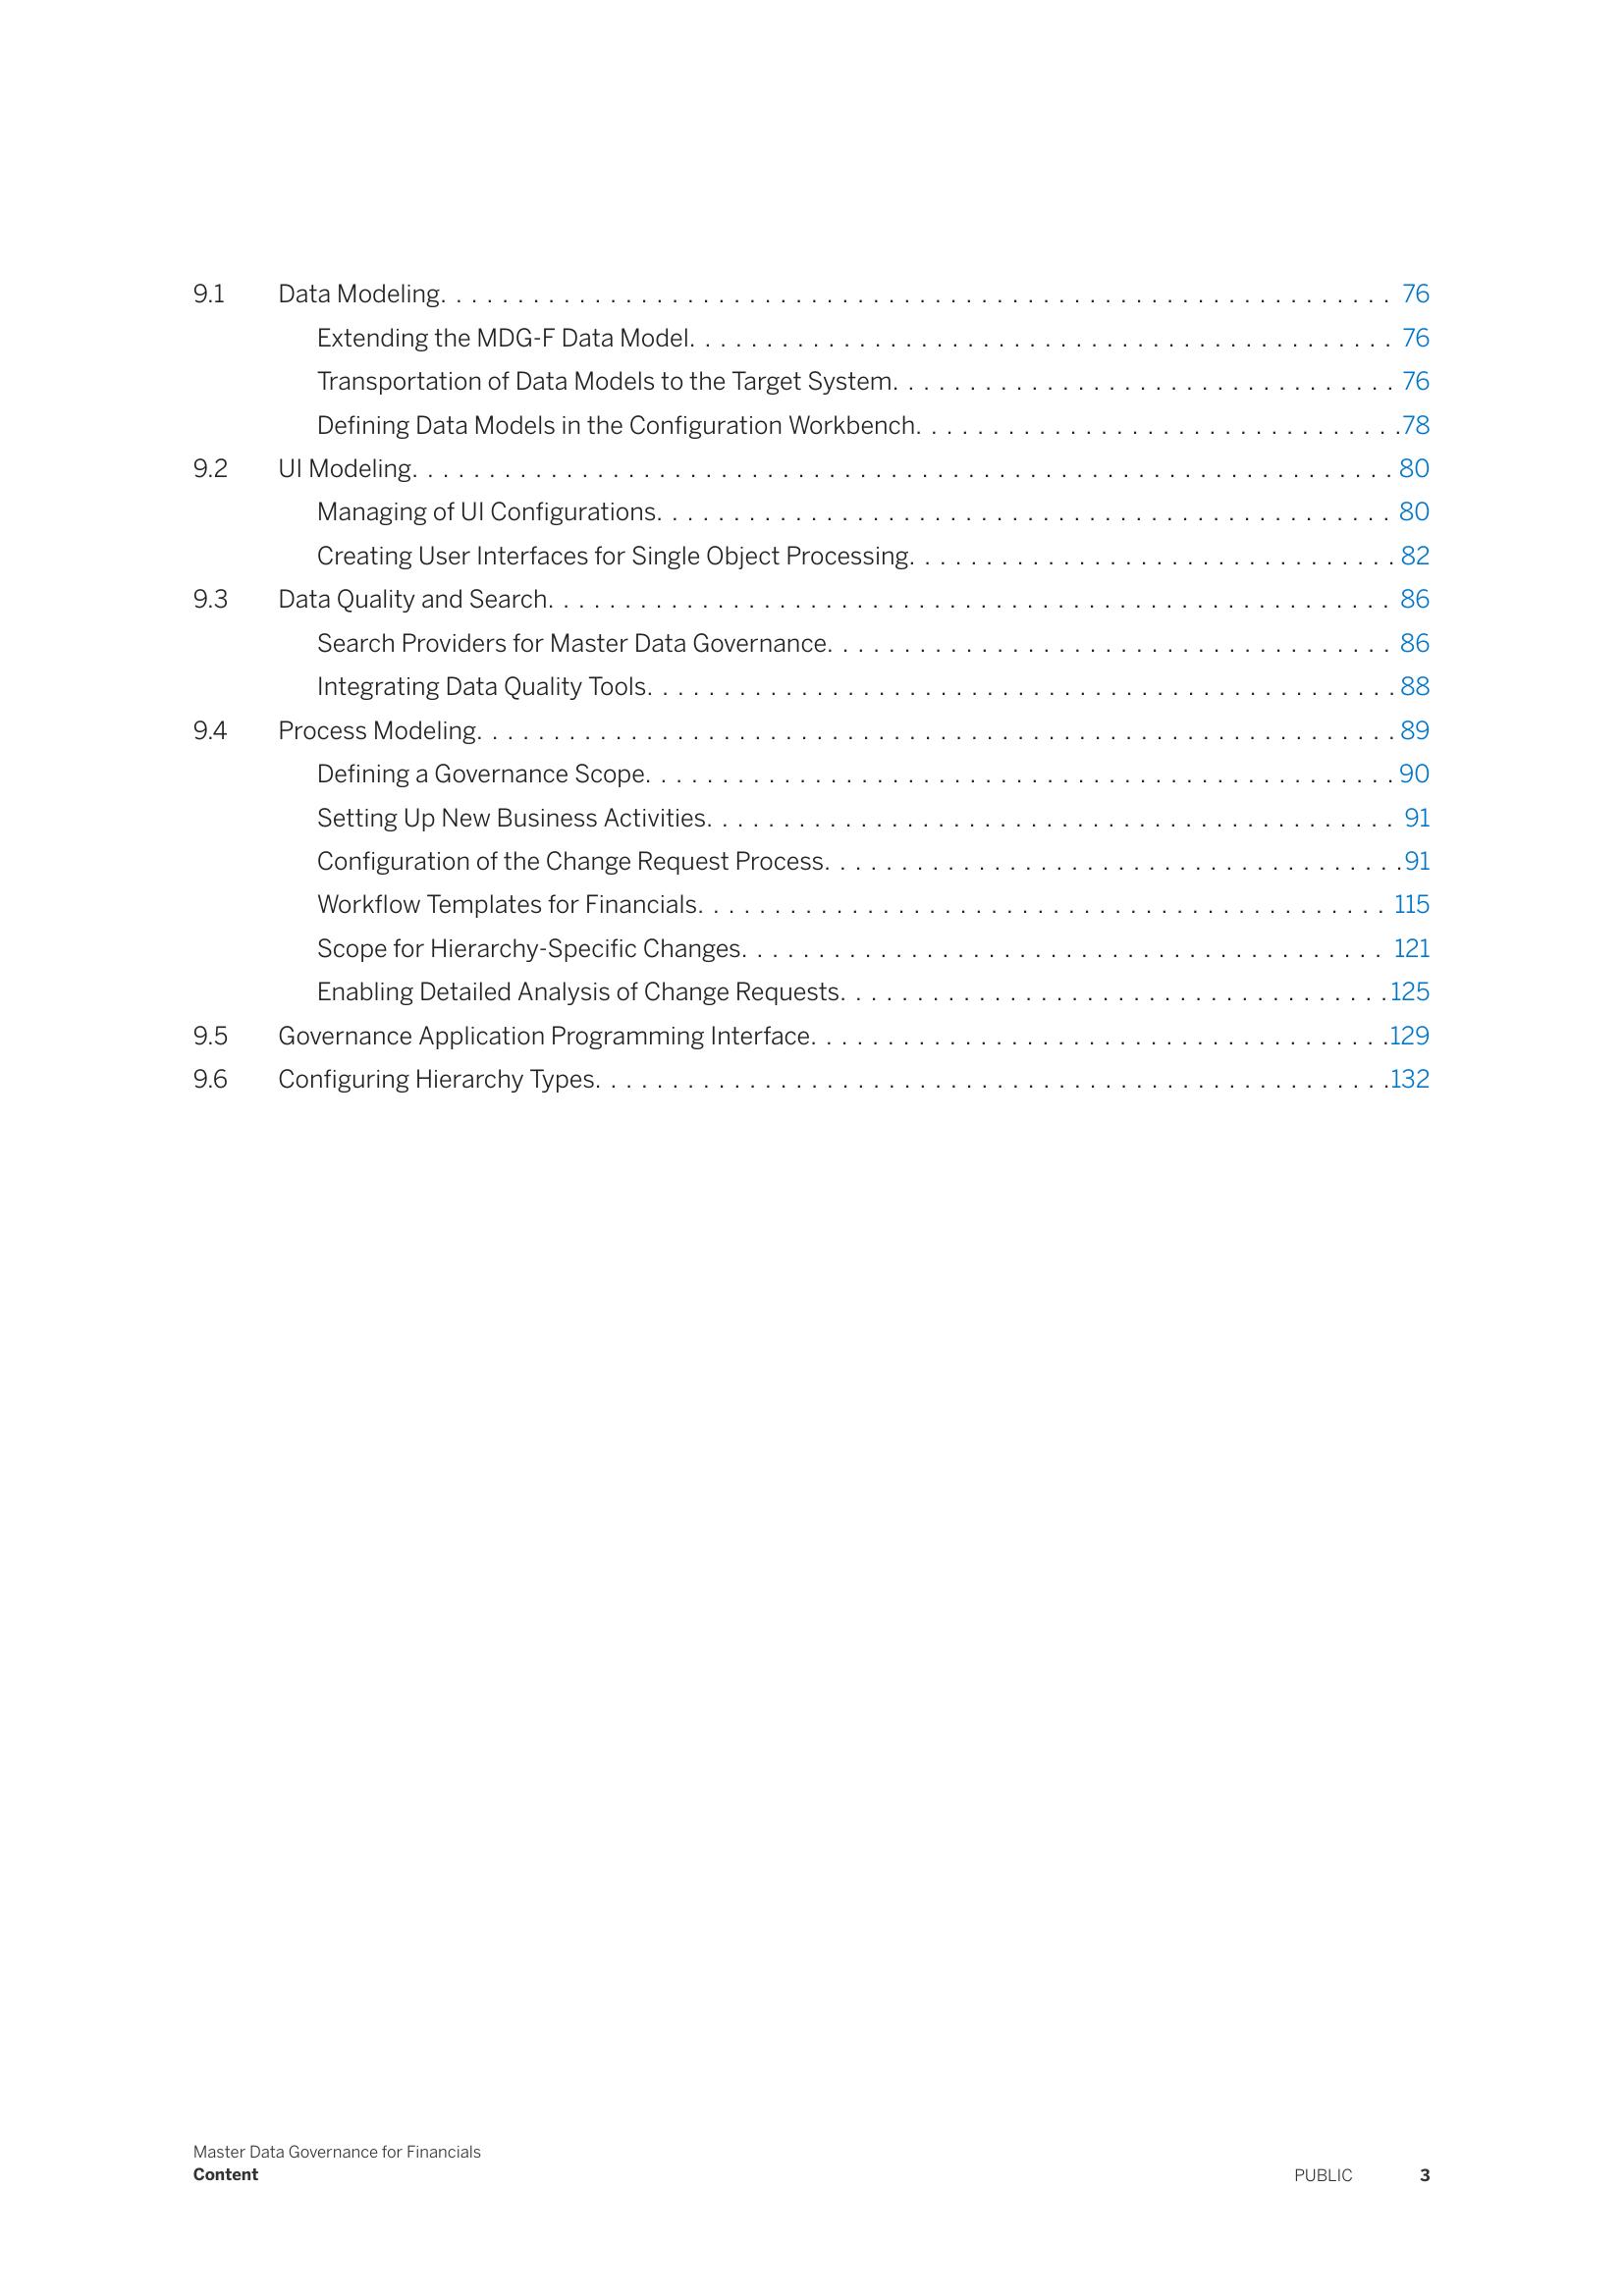 9.1 Data Modeling. . . . . . . . . . . . . . . . . . . . . . . . . . . . . . . . . . . . . . . . . . . . . . . . . . . . . . . . . . . . . 76
Extending the MDG-F Data Model. . . . . . . . . . . . . . . . . . . . . . . . . . . . . . . . . . . . . . . . . . . . . . 76
Transportation of Data Models to the Target System. . . . . . . . . . . . . . . . . . . . . . . . . . . . . . . . . 76
Defining Data Models in the Configuration Workbench. . . . . . . . . . . . . . . . . . . . . . . . . . . . . . . .78
9.2 UI Modeling. . . . . . . . . . . . . . . . . . . . . . . . . . . . . . . . . . . . . . . . . . . . . . . . . . . . . . . . . . . . . . . 80
Managing of UI Configurations. . . . . . . . . . . . . . . . . . . . . . . . . . . . . . . . . . . . . . . . . . . . . . . . 80
Creating User Interfaces for Single Object Processing. . . . . . . . . . . . . . . . . . . . . . . . . . . . . . . . 82
9.3 Data Quality and Search. . . . . . . . . . . . . . . . . . . . . . . . . . . . . . . . . . . . . . . . . . . . . . . . . . . . . . . 86
Search Providers for Master Data Governance. . . . . . . . . . . . . . . . . . . . . . . . . . . . . . . . . . . . . 86
Integrating Data Quality Tools. . . . . . . . . . . . . . . . . . . . . . . . . . . . . . . . . . . . . . . . . . . . . . . . . 88
9.4 Process Modeling. . . . . . . . . . . . . . . . . . . . . . . . . . . . . . . . . . . . . . . . . . . . . . . . . . . . . . . . . . . . 89
Defining a Governance Scope. . . . . . . . . . . . . . . . . . . . . . . . . . . . . . . . . . . . . . . . . . . . . . . . . 90
Setting Up New Business Activities. . . . . . . . . . . . . . . . . . . . . . . . . . . . . . . . . . . . . . . . . . . . . 91
Configuration of the Change Request Process. . . . . . . . . . . . . . . . . . . . . . . . . . . . . . . . . . . . . .91
Workflow Templates for Financials. . . . . . . . . . . . . . . . . . . . . . . . . . . . . . . . . . . . . . . . . . . . . 115
Scope for Hierarchy-Specific Changes. . . . . . . . . . . . . . . . . . . . . . . . . . . . . . . . . . . . . . . . . . 121
Enabling Detailed Analysis of Change Requests. . . . . . . . . . . . . . . . . . . . . . . . . . . . . . . . . . . .125
9.5 Governance Application Programming Interface. . . . . . . . . . . . . . . . . . . . . . . . . . . . . . . . . . . . . .129
9.6 Configuring Hierarchy Types. . . . . . . . . . . . . . . . . . . . . . . . . . . . . . . . . . . . . . . . . . . . . . . . . . . .132
Master Data Governance for Financials
Content PUBLIC 3